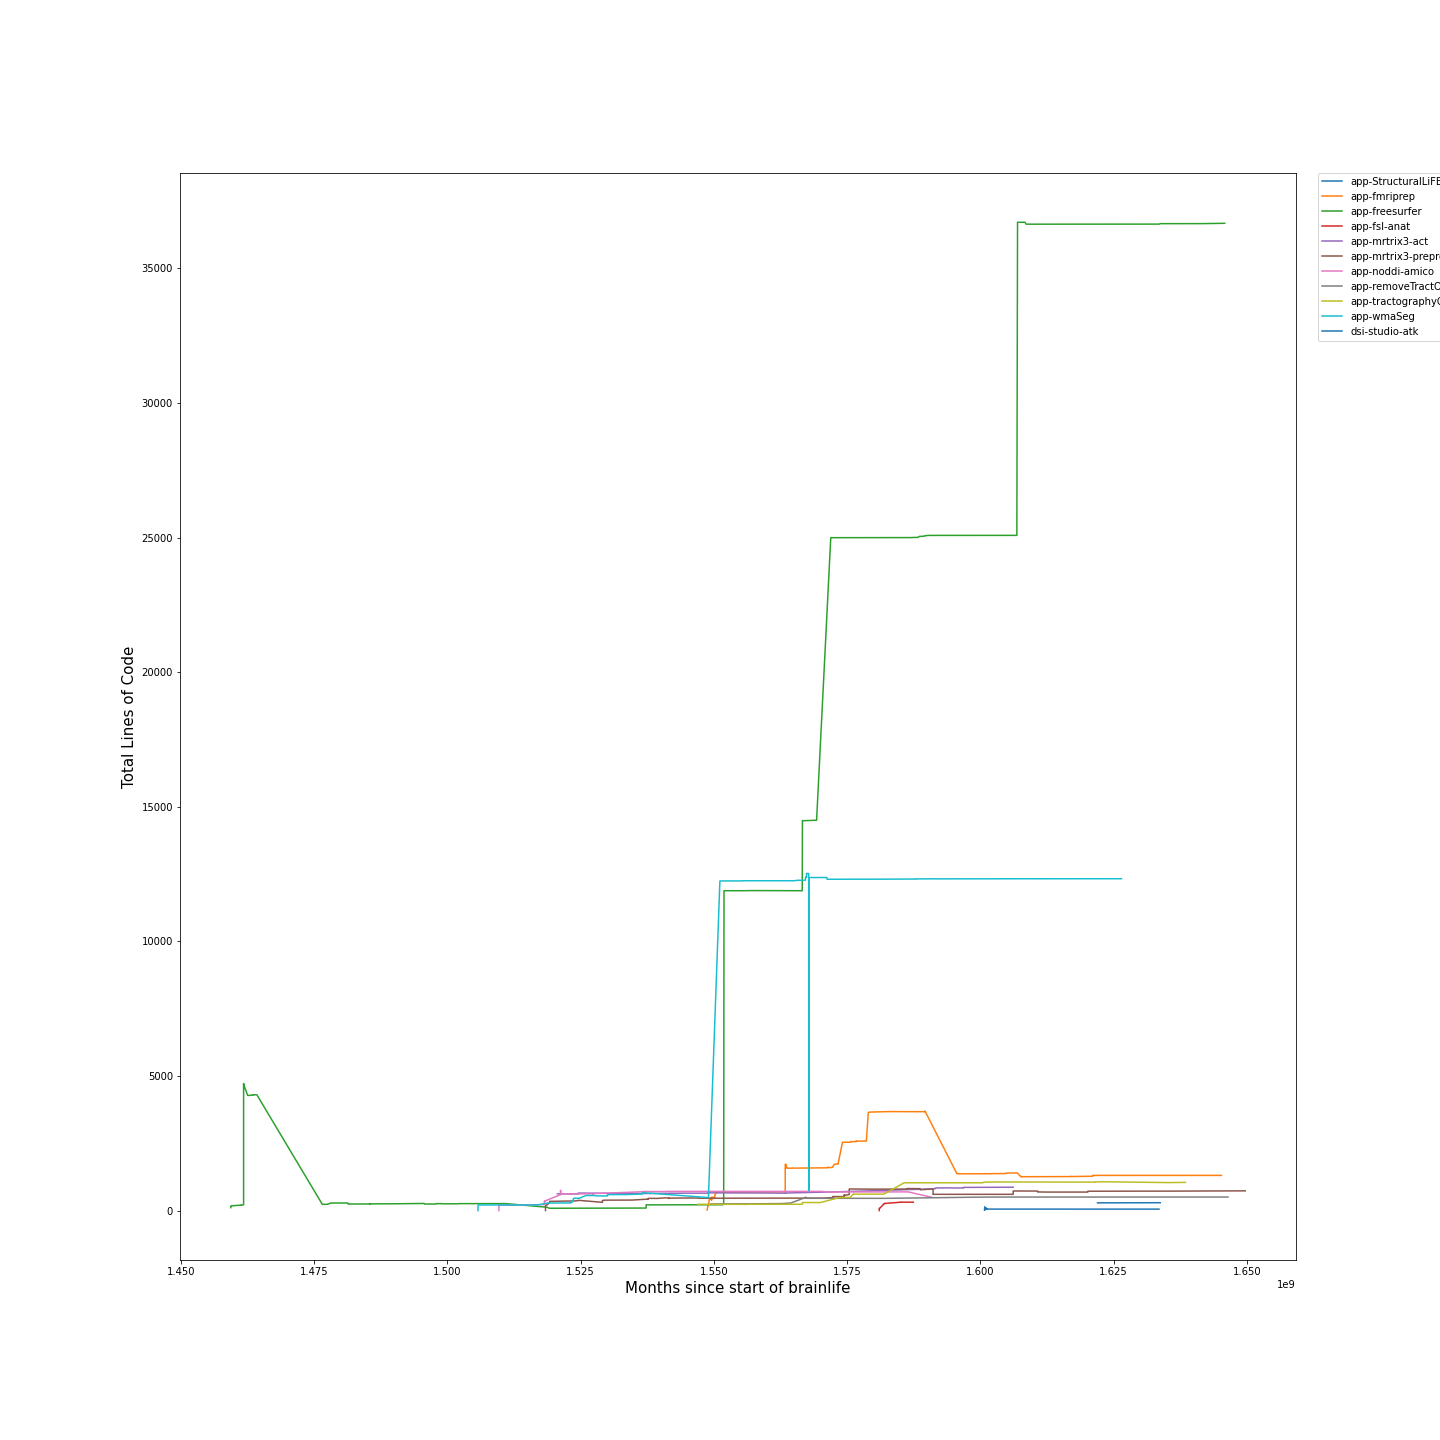 app-StructuralLiFE
app-fmriprep
app-freesurfer
app-fsl-anat
app-mrtrix3-act
app-mrtrix3-prepr
app-noddi-amico
app-removeTractO
app-tractography
app-wmaSeg
dsi-studio-atk
35000
30000
25000
20000
15000
10000
5000
0
Total Lines of Code
1.450
1.475
1.500
1.525
1.550
1.575
1.600
1.625
1.650
1e9
Months since start of brainlife